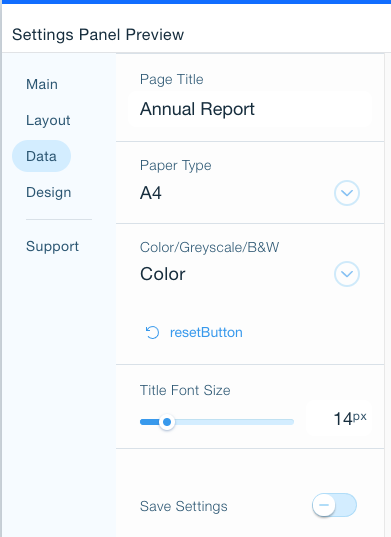 Settings Panel Preview
Main
Layout
Data
Design
Support
Page Title
Annual Report
Paper Type
A4
Color/Greyscale/B&W
Color
resetButton
Title Font Size
14px
Save Settings